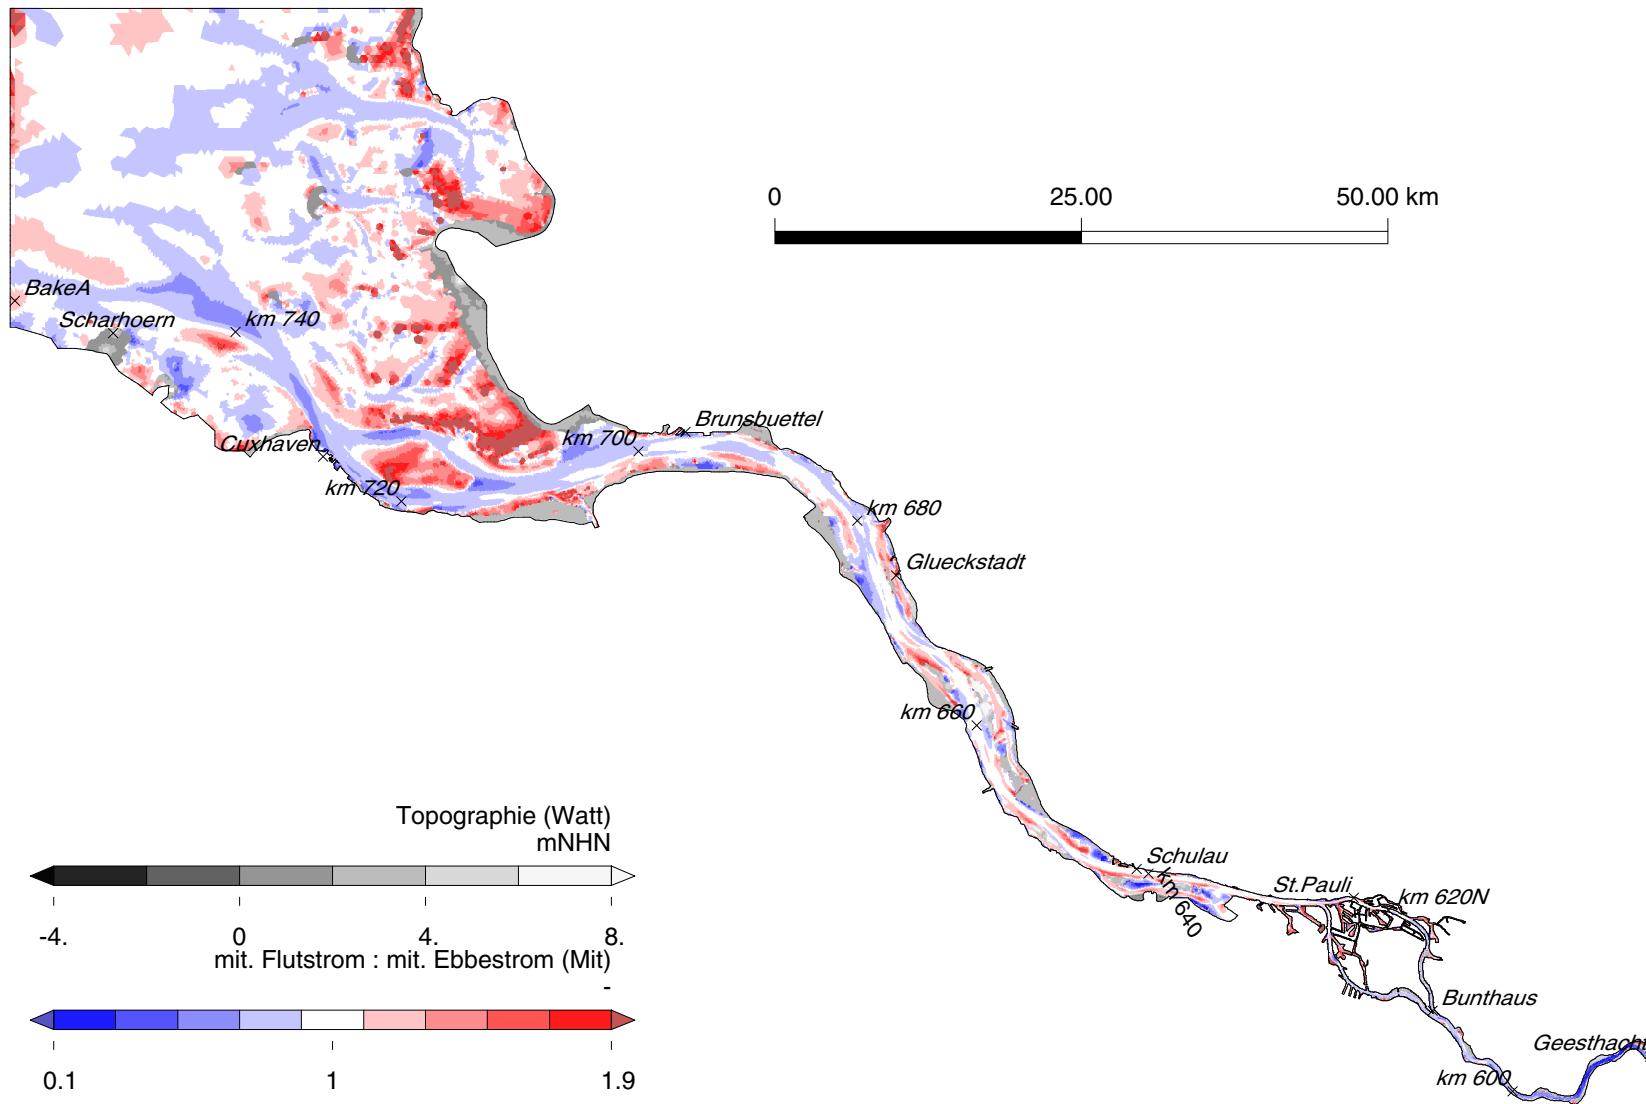 0 25.00 50.00 km
BakeA
Scharhoern
km 740
Cuxhaven
km 720
km 700
Brunsbuettel
km 680
Glueckstadt
km 660
Schulau
km 640
St.Pauli
km 620N
Bunthaus
Geesthacht
km 600
Topographie (Watt)
mNHN
-4. 0 4. 8.
mit. Flutstrom : mit. Ebbestrom (Mit)
-
0.1 1 1.9